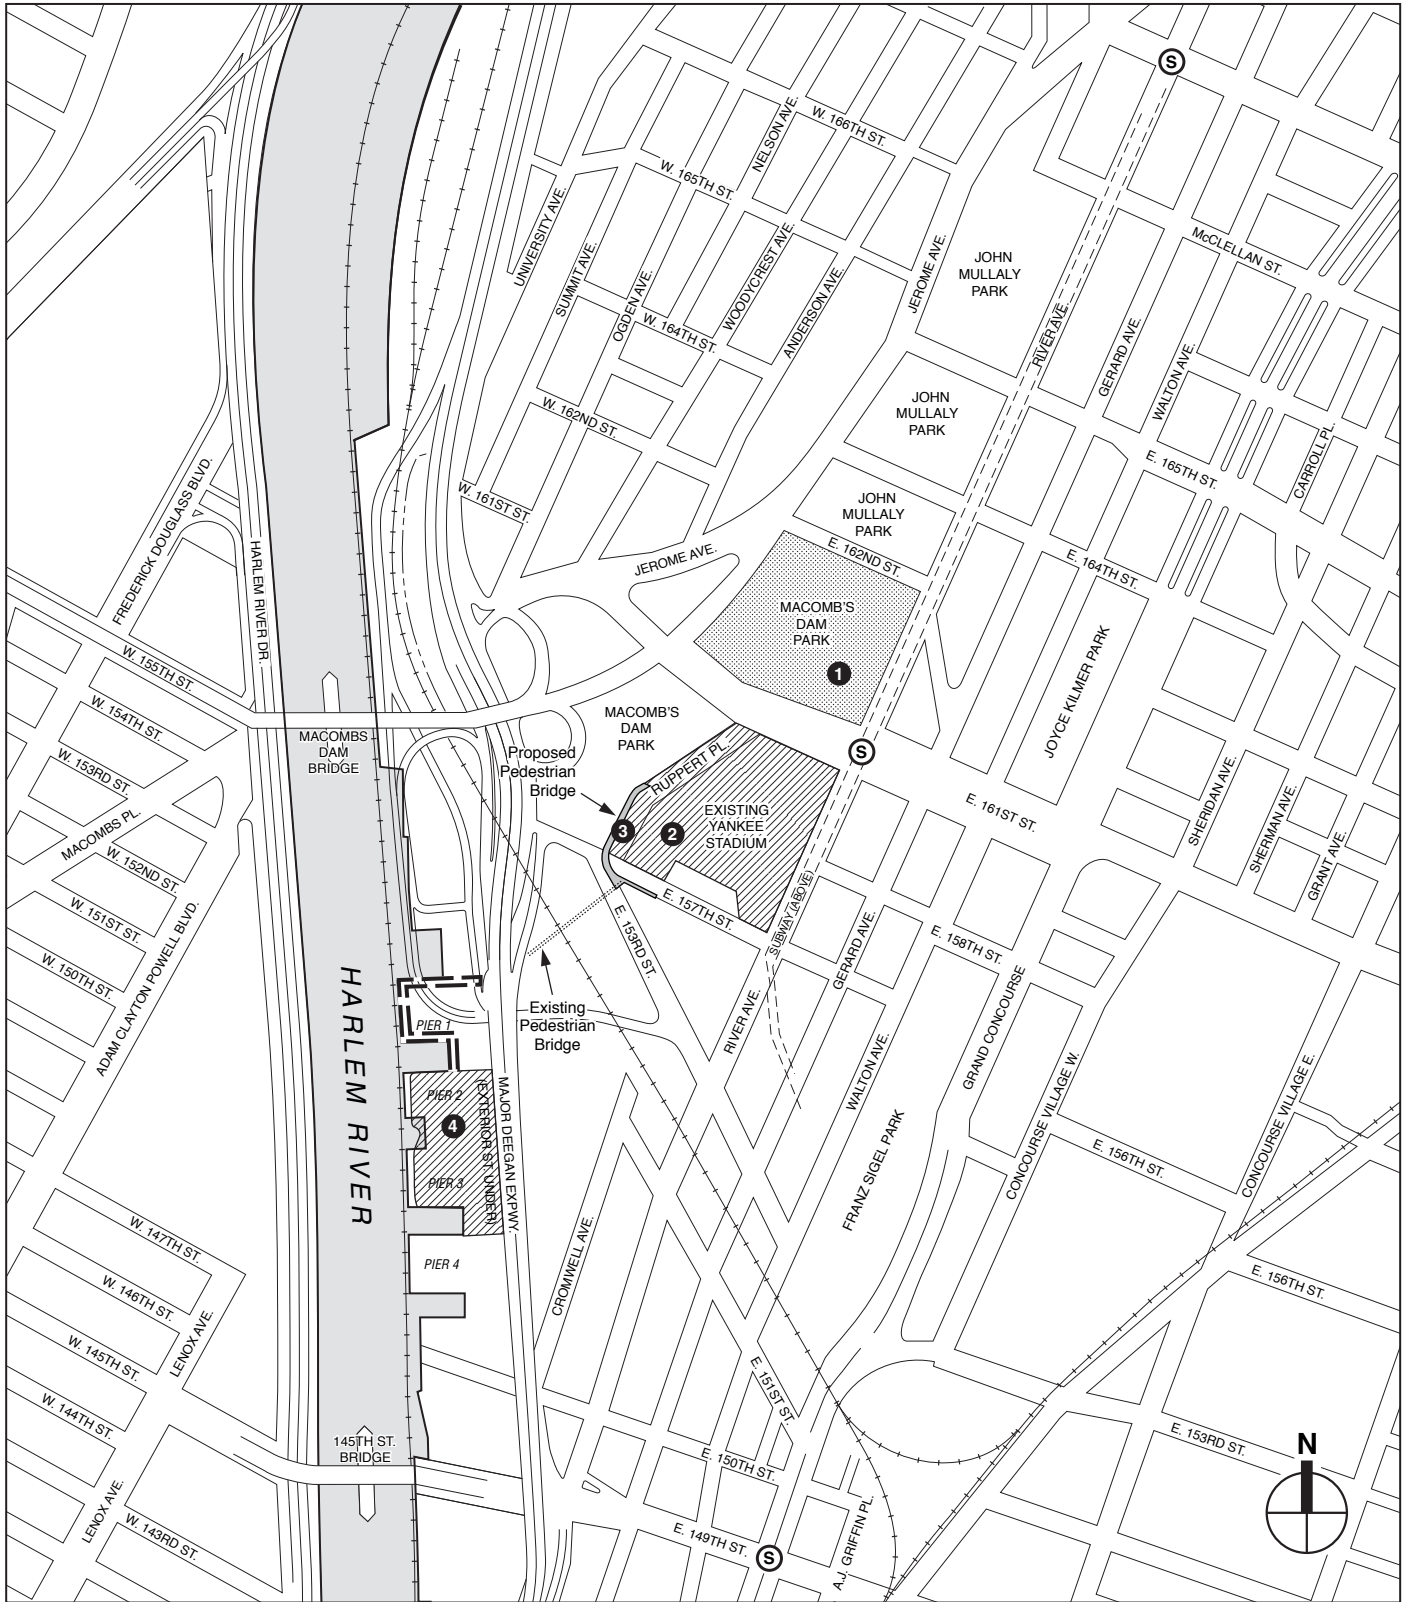 S
W. 166TH ST.
NELSON AVE.
W. 165TH ST.
UNIVERSITY AVE.
SUMMIT AVE.
OGDEN AVE.
WOODYCREST AVE.
ANDERSON AVE.
JEROME AVE.
JOHN
MULLALY
PARK
McCLELLAN ST.
W. 164TH ST.
RIVER AVE.
GERARD AVE.
WALTON AVE.
JOHN
MULLALY
PARK
W. 162ND ST.
CARROLL PL.
E. 165TH ST.
W. 161ST ST.
JOHN
MULLALY
PARK
FREDERICK DOUGLASS BLVD.
HARLEM RIVER DR.
JEROME AVE.
E. 162ND ST.
E. 164TH ST.
MACOMB'S
DAM
PARK
1
JOYCE KILMER PARK
W. 155TH ST.
W. 154TH ST.
W. 153RD ST.
MACOMBS PL.
W. 152ND ST.
W. 151ST ST.
W. 150TH ST.
ADAM CLAYTON POWELL BLVD.
MACOMBS
DAM
BRIDGE
MACOMB'S
DAM
PARK
Proposed
Pedestrian
Bridge
RUPPERT PL.
S
EXISTING
YANKEE
STADIUM
3
2
E. 161ST ST.
SHERIDAN AVE.
SHERMAN AVE.
GRANT AVE.
SUBWAY (ABOVE)
E. 157TH ST.
E. 153RD ST.
GERARD AVE.
E. 158TH ST.
GRAND CONCOURSE
HARLEM RIVER
PIER 1
Existing
Pedestrian
Bridge
RIVER AVE.
WALTON AVE.
FRANZ SIGEL PARK
CONCOURSE VILLAGE W.
CONCOURSE VILLAGE E.
PIER 2
4
PIER 3
(EXTERIOR ST. UNDER)
MAJOR DEEGAN EXPWY.
E. 156TH ST.
W. 147TH ST.
W. 146TH ST.
W. 145TH ST.
W. 144TH ST.
LENOX AVE.
PIER 4
CROMWELL AVE.
E. 156TH ST.
E. 151ST ST.
145TH ST.
BRIDGE
E. 150TH ST.
E. 153RD ST.
N
LENOX AVE.
W. 143RD ST.
E. 149TH ST.
S
A.J. GRIFFIN PL.